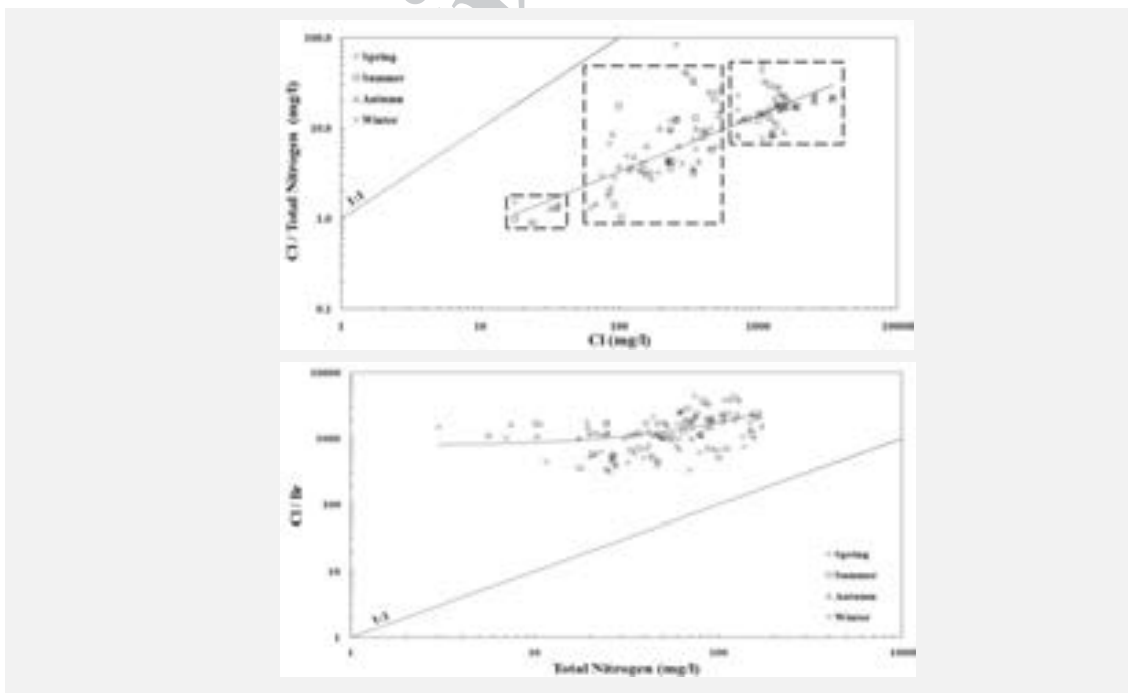 100.0
Spring
Summer
Autumn
Winter
10.0
1:1
1.0
0.1
Cl / Total Nitrogen (mg/l)
1
10
100
1000
10000
Cl (mg/l)
10000
1000
100
10
1
Cl / Br
1:1
Spring
Summer
Autumn
Winter
1
10
100
1000
Total Nitrogen (mg/l)